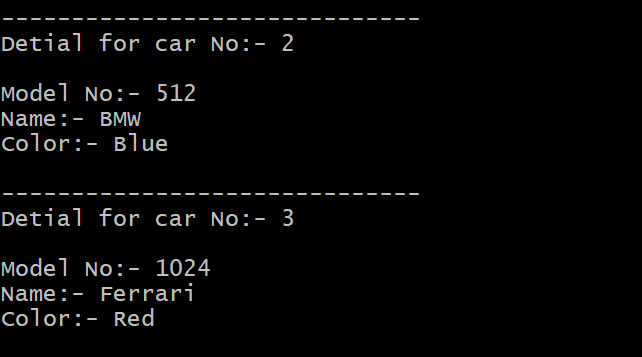 ------------------------------
Detial for car No:- 2
Model No:- 512
Name:- BMW
Color:- Blue
------------------------------
Detial for car No:- 3
Model No:- 1024
Name:- Ferrari
Color:- Red